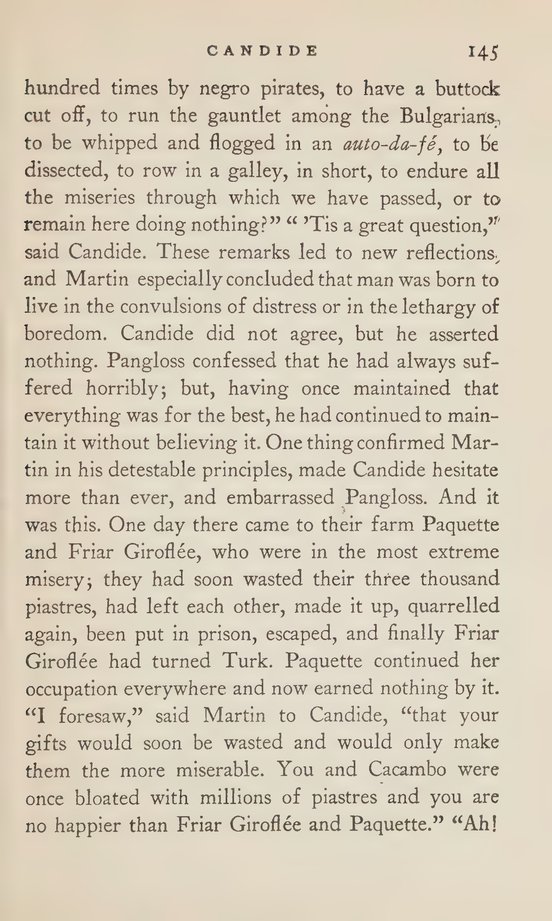 CANDIDE 145
hundred times by negro pirates, to have a buttock
cut off, to run the gauntlet among the Bulgarians,
to be whipped and flogged in an auto-da-fé, to be
dissected, to row in a galley, in short, to endure all
the miseries through which we have passed, or to
remain here doing nothing?” “ ’Tis a great question,”
said Candide. These remarks led to new reflections,
and Martin especially concluded that man was born to
live in the convulsions of distress or in the lethargy of
boredom. Candide did not agree, but he asserted
nothing. Pangloss confessed that he had always suf-
fered horribly; but, having once maintained that
everything was for the best, he had continued to main-
tain it without believing it. One thing confirmed Mar-
tin in his detestable principles, made Candide hesitate
more than ever, and embarrassed Pangloss. And it
was this. One day there came to their farm Paquette
and Friar Giroflée, who were in the most extreme
misery; they had soon wasted their three thousand
piastres, had left each other, made it up, quarrelled
again, been put in prison, escaped, and finally Friar
Giroflée had turned Turk. Paquette continued her
occupation everywhere and now earned nothing by it.
“I foresaw,” said Martin to Candide, “that your
gifts would soon be wasted and would only make
them the more miserable. You and Cacambo were
once bloated with millions of piastres and you are
no happier than Friar Giroflée and Paquette.” “Ah!